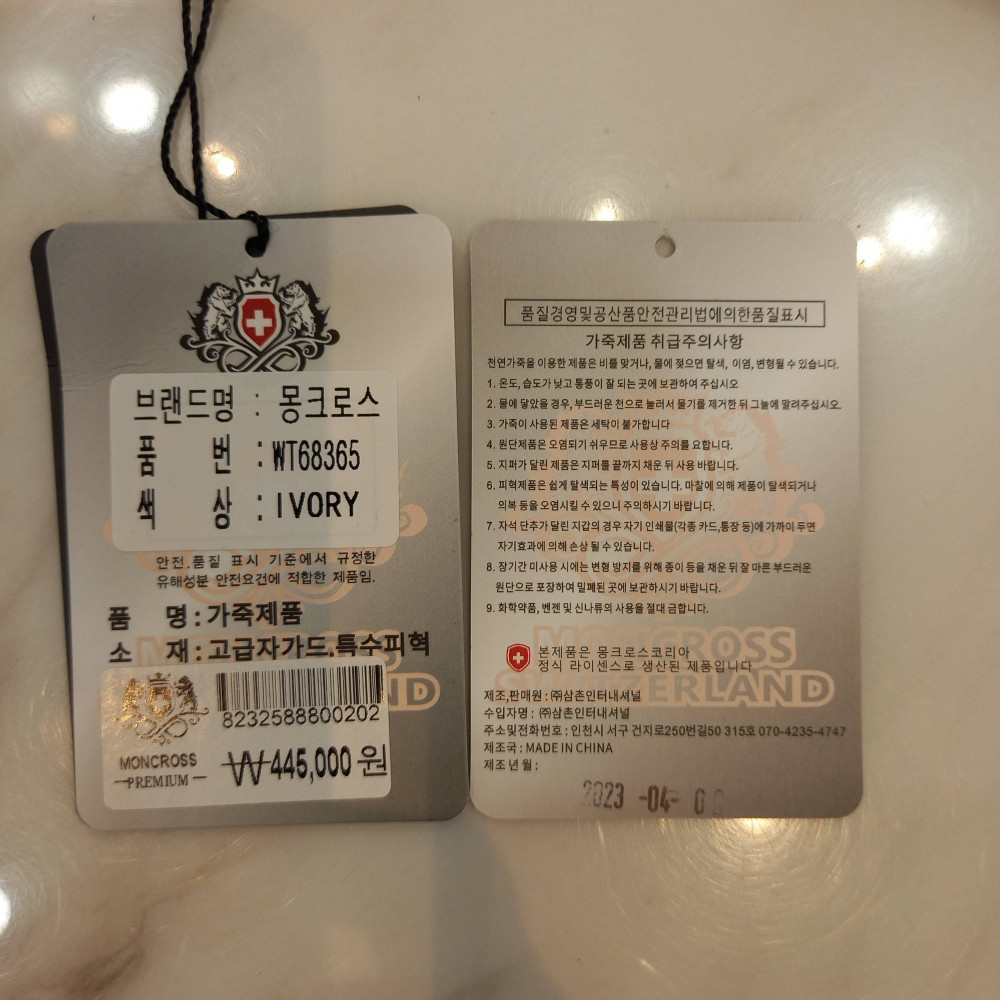 브랜드명 : 몽크로스
품 번 : WT68365
색 상 : IVORY
안전.품질 표시 기준에서 규정한
유해성분 안전요건에 적합한 제품임.
품 명 : 가죽제품
소 재 : 고급자가드.특수피혁
8232588800202
MONCROSS
PREMIUM
₩ 445,000 원
품질경영및공산품안전관리법에의한품질표시
가죽제품 취급주의사항
천연가죽을 이용한 제품은 비를 맞거나, 물에 젖으면 탈색, 이염, 변형될 수 있습니다.
1. 온도, 습도가 낮고 통풍이 잘 되는 곳에 보관하여 주십시오
2. 물에 닿았을 경우, 부드러운 천으로 눌러서 물기를 제거한 뒤 그늘에 말려주십시오.
3. 가죽이 사용된 제품은 세탁이 불가합니다
4. 원단제품은 오염되기 쉬우므로 사용상 주의를 요합니다.
5. 지퍼가 달린 제품은 지퍼를 끝까지 채운 뒤 사용 바랍니다.
6. 피혁제품은 쉽게 탈색되는 특성이 있습니다. 마찰에 의해 제품이 탈색되거나
의복 등을 오염시킬 수 있으니 주의하시기 바랍니다.
7. 자석 단추가 달린 지갑의 경우 자기 인쇄물(각종 카드,통장 등)에 가까이 두면
자기효과에 의해 손상 될 수 있습니다.
8. 장기간 미사용 시에는 변형 방지를 위해 종이 등을 채운 뒤 잘 마른 부드러운
원단으로 포장하여 밀폐된 곳에 보관하시기 바랍니다.
9. 화학약품, 벤젠 및 신나류의 사용을 절대 금합니다.
MONCROSS
SWITZERLAND
본제품은 몽크로스코리아
정식 라이센스로 생산된 제품입니다
제조,판매원 : ㈜삼촌인터내셔널
수입자명 : ㈜삼촌인터내셔널
주소및전화번호 : 인천시 서구 건지로250번길50 315호 070-4235-4747
제조국 : MADE IN CHINA
제조년월 :
2023 -04-